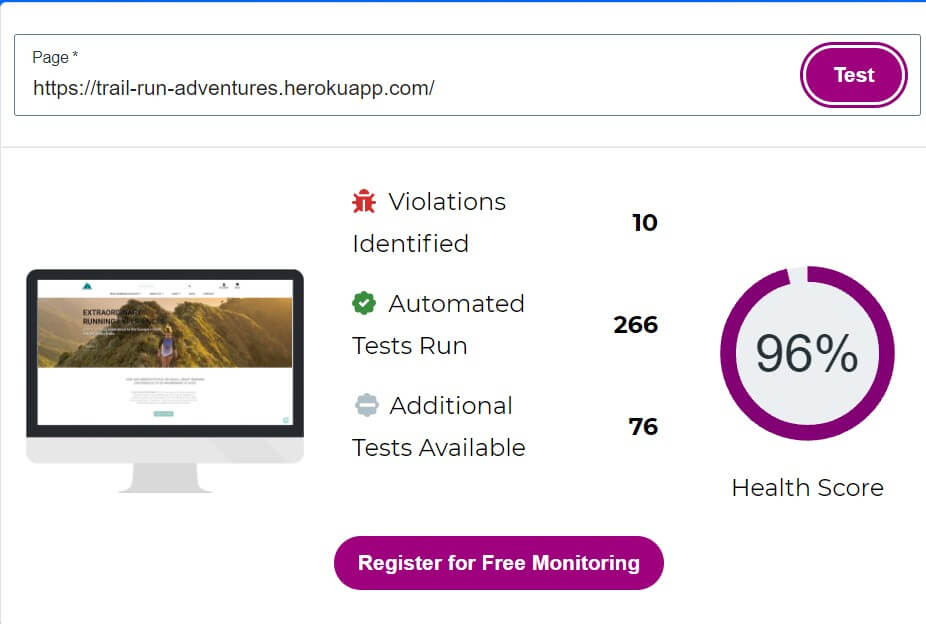 Page *
https://trail-run-adventures.herokuapp.com/
Test
Violations
Identified
10
Automated
Tests Run
266
Additional
Tests Available
76
EXTRAORDINARY
RUNNING EXPERIENCES
96%
Health Score
Register for Free Monitoring